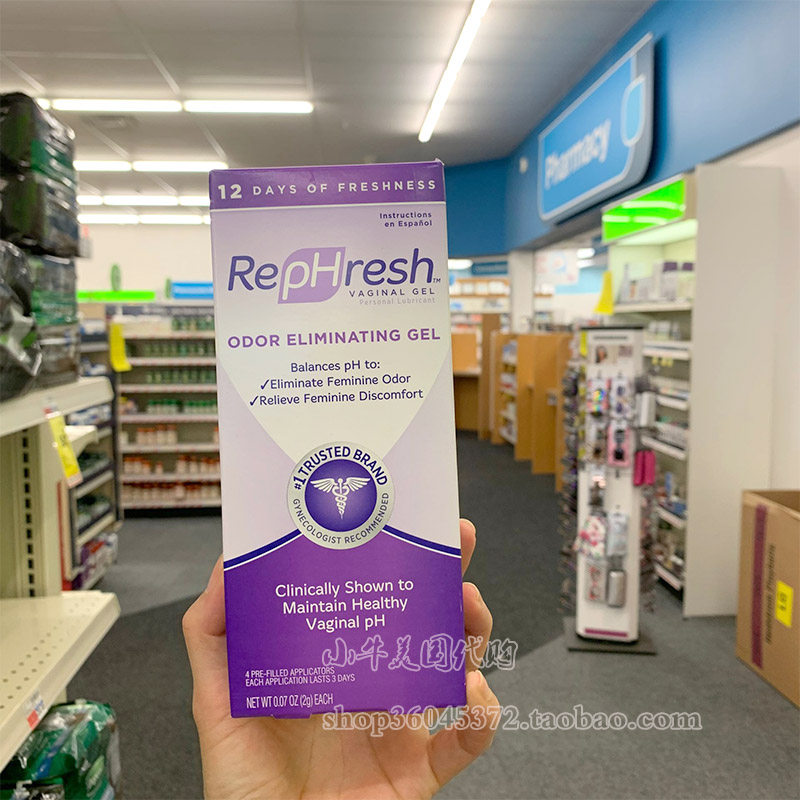 12 DAYS OF FRESHNESS
Instructions
en Español
RepHresh™
VAGINAL GEL
Personal Lubricant
ODOR ELIMINATING GEL
Balances pH to:
✓Eliminate Feminine Odor
✓Relieve Feminine Discomfort
#1 TRUSTED BRAND
GYNECOLOGIST RECOMMENDED
Clinically Shown to
Maintain Healthy
Vaginal pH
4 PRE-FILLED APPLICATORS
EACH APPLICATION LASTS 3 DAYS
NET WT 0.07 OZ (2g) EACH
Pharmacy
小牛美国代购
shop36045372.taobao.com